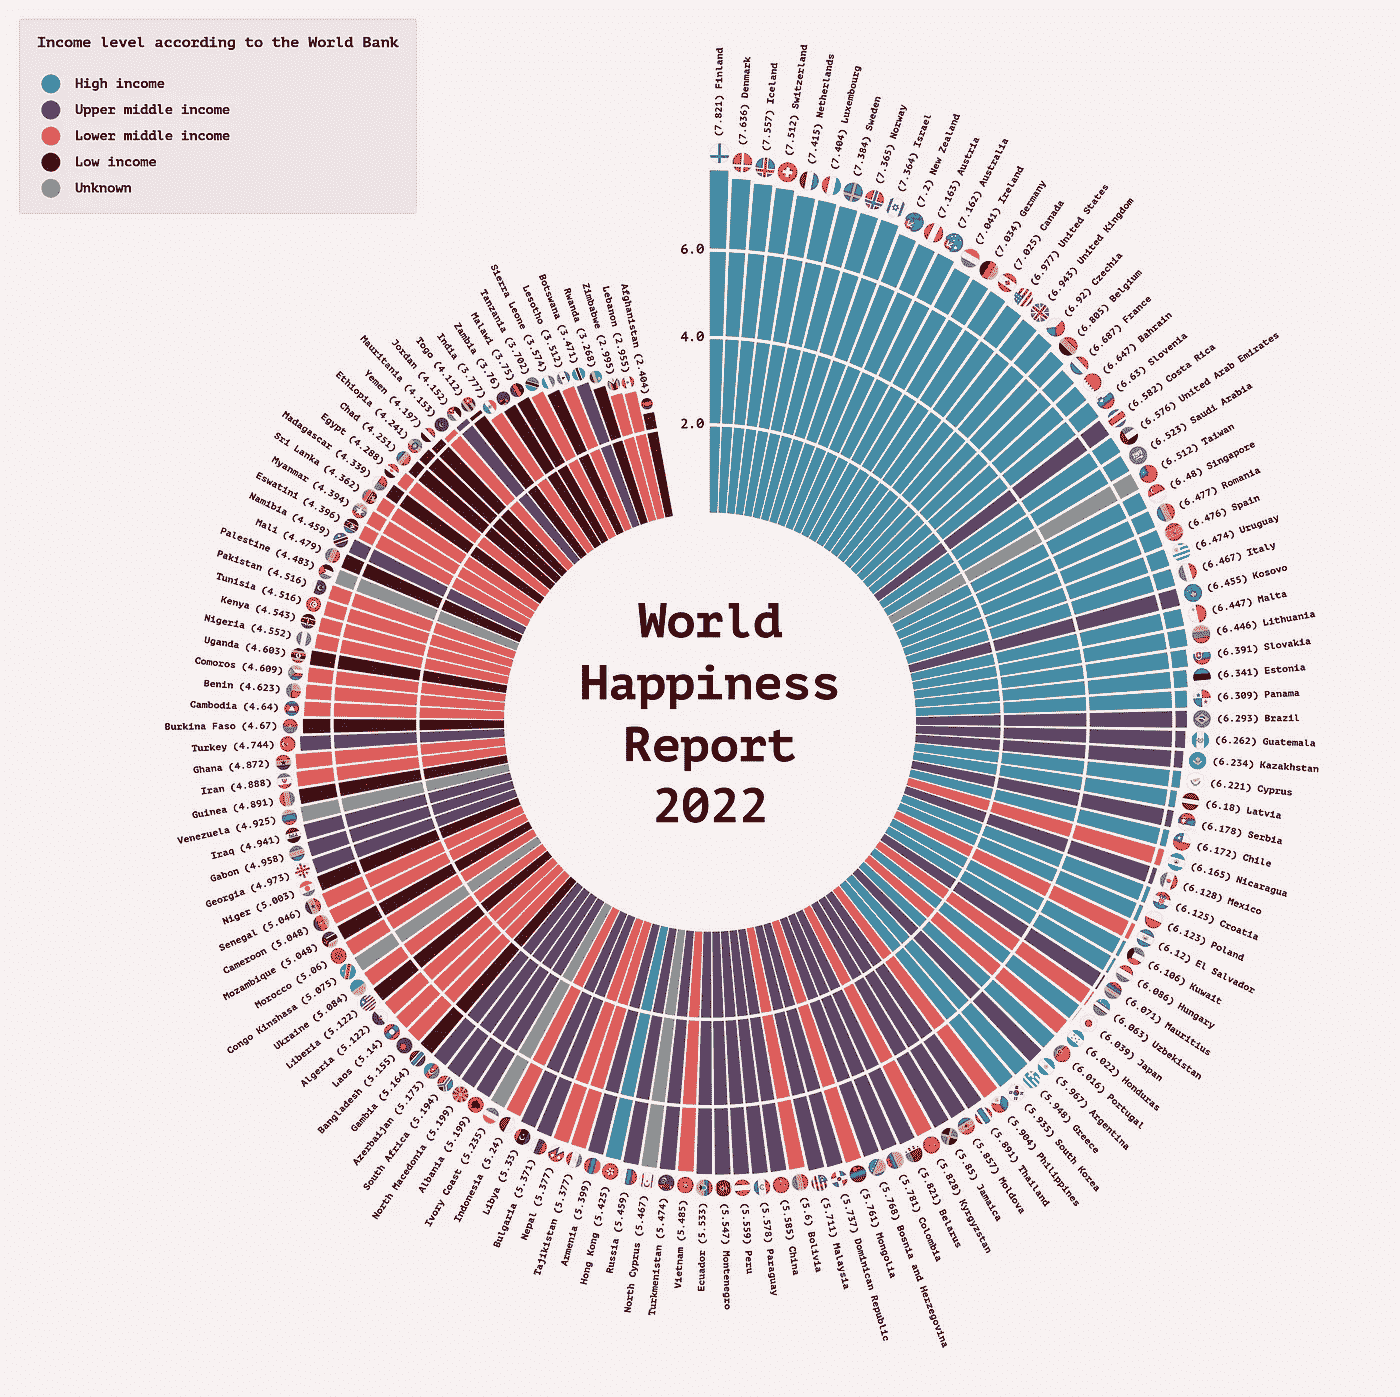 Income level according to the World Bank
High income
Upper middle income
Lower middle income
Low income
Unknown
6.0
4.0
2.0
World
Happiness
Report
2022
(7.821) Finland
(7.636) Denmark
(7.557) Iceland
(7.512) Switzerland
(7.415) Netherlands
(7.404) Luxembourg
(7.384) Sweden
(7.365) Norway
(7.364) Israel
(7.2) New Zealand
(7.163) Austria
(7.162) Australia
(7.041) Ireland
(7.034) Germany
(7.025) Canada
(6.977) United States
(6.943) United Kingdom
(6.92) Czechia
(6.805) Belgium
(6.687) France
(6.647) Bahrain
(6.63) Slovenia
(6.582) Costa Rica
(6.576) United Arab Emirates
(6.523) Saudi Arabia
(6.512) Taiwan
(6.48) Singapore
(6.477) Romania
(6.476) Spain
(6.474) Uruguay
(6.467) Italy
(6.455) Kosovo
(6.447) Malta
(6.446) Lithuania
(6.391) Slovakia
(6.341) Estonia
(6.309) Panama
(6.293) Brazil
(6.262) Guatemala
(6.234) Kazakhstan
(6.221) Cyprus
(6.18) Latvia
(6.178) Serbia
(6.172) Chile
(6.165) Nicaragua
(6.128) Mexico
(6.125) Croatia
(6.123) Poland
(6.12) El Salvador
(6.106) Kuwait
(6.086) Hungary
(6.071) Mauritius
(6.063) Uzbekistan
(6.039) Japan
(6.022) Honduras
(6.016) Portugal
(5.967) Argentina
(5.948) Greece
(5.935) South Korea
(5.904) Philippines
(5.891) Thailand
(5.857) Moldova
(5.85) Jamaica
(5.828) Kyrgyzstan
(5.821) Belarus
(5.781) Colombia
(5.768) Bosnia and Herzegovina
(5.761) Mongolia
(5.737) Dominican Republic
(5.711) Malaysia
(5.6) Bolivia
(5.585) China
(5.578) Paraguay
(5.559) Peru
(5.547) Montenegro
Ecuador (5.533)
Vietnam (5.485)
Turkmenistan (5.474)
North Cyprus (5.467)
Russia (5.459)
Hong Kong (5.425)
Armenia (5.399)
Tajikistan (5.377)
Nepal (5.377)
Bulgaria (5.371)
Libya (5.33)
Indonesia (5.24)
Ivory Coast (5.235)
Albania (5.199)
North Macedonia (5.199)
South Africa (5.194)
Azerbaijan (5.173)
Gambia (5.164)
Bangladesh (5.155)
Laos (5.14)
Algeria (5.122)
Liberia (5.122)
Ukraine (5.084)
Congo Kinshasa (5.075)
Morocco (5.06)
Mozambique (5.048)
Cameroon (5.048)
Senegal (5.046)
Niger (5.003)
Georgia (4.973)
Gabon (4.958)
Iraq (4.941)
Venezuela (4.925)
Guinea (4.891)
Iran (4.888)
Ghana (4.872)
Turkey (4.744)
Burkina Faso (4.67)
Cambodia (4.64)
Benin (4.623)
Comoros (4.609)
Uganda (4.603)
Nigeria (4.552)
Kenya (4.543)
Tunisia (4.516)
Pakistan (4.516)
Palestine (4.483)
Mali (4.479)
Namibia (4.459)
Eswatini (4.396)
Myanmar (4.394)
Sri Lanka (4.362)
Madagascar (4.339)
Egypt (4.288)
Chad (4.251)
Ethiopia (4.241)
Yemen (4.197)
Mauritania (4.153)
Jordan (4.152)
Togo (4.112)
India (3.777)
Zambia (3.76)
Malawi (3.75)
Tanzania (3.702)
Sierra Leone (3.574)
Lesotho (3.512)
Botswana (3.471)
Rwanda (3.268)
Zimbabwe (2.995)
Lebanon (2.955)
Afghanistan (2.404)